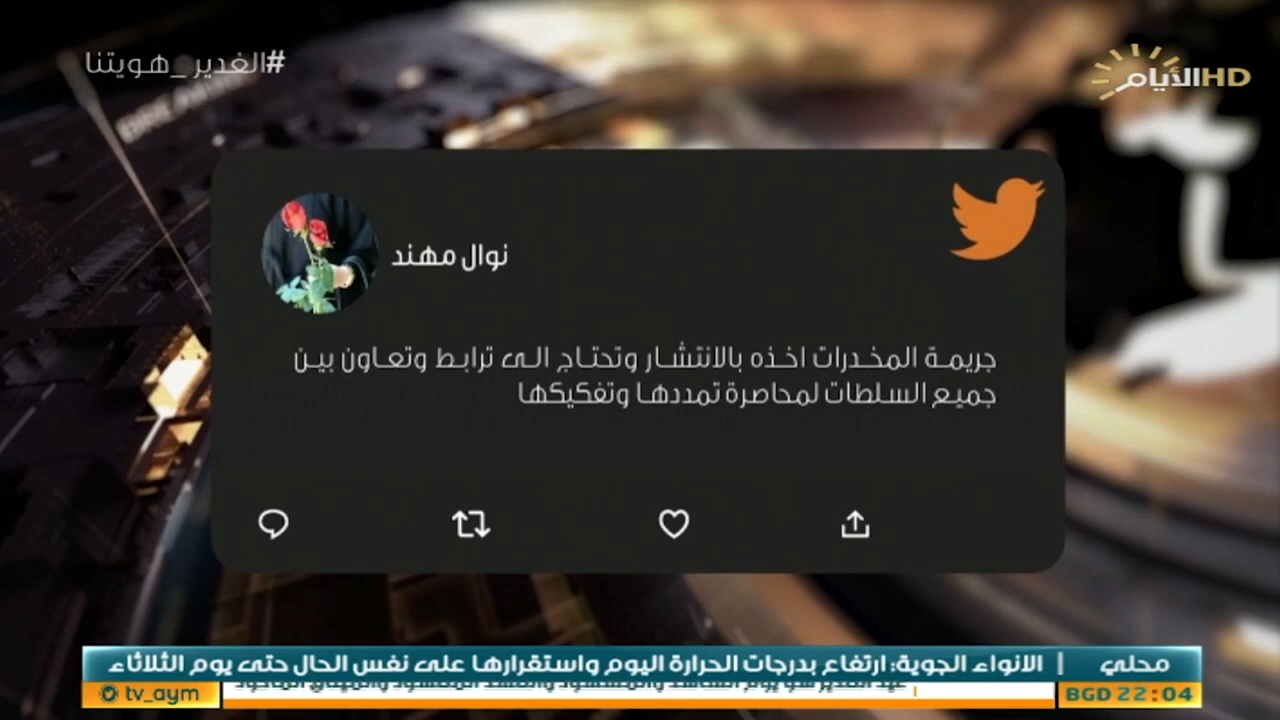 #الغدير_هويتنا
الأيام HD
نوال مهند
جريمة المخدرات اخذه بالانتشار وتحتاج الى ترابط وتعاون بين
جميع السلطات لمحاصرة تمددها وتفكيكها
محلي | الانواء الجوية: ارتفاع بدرجات الحرارة اليوم واستقرارها على نفس الحال حتى يوم الثلاثاء
tv_aym
BGD 22:04